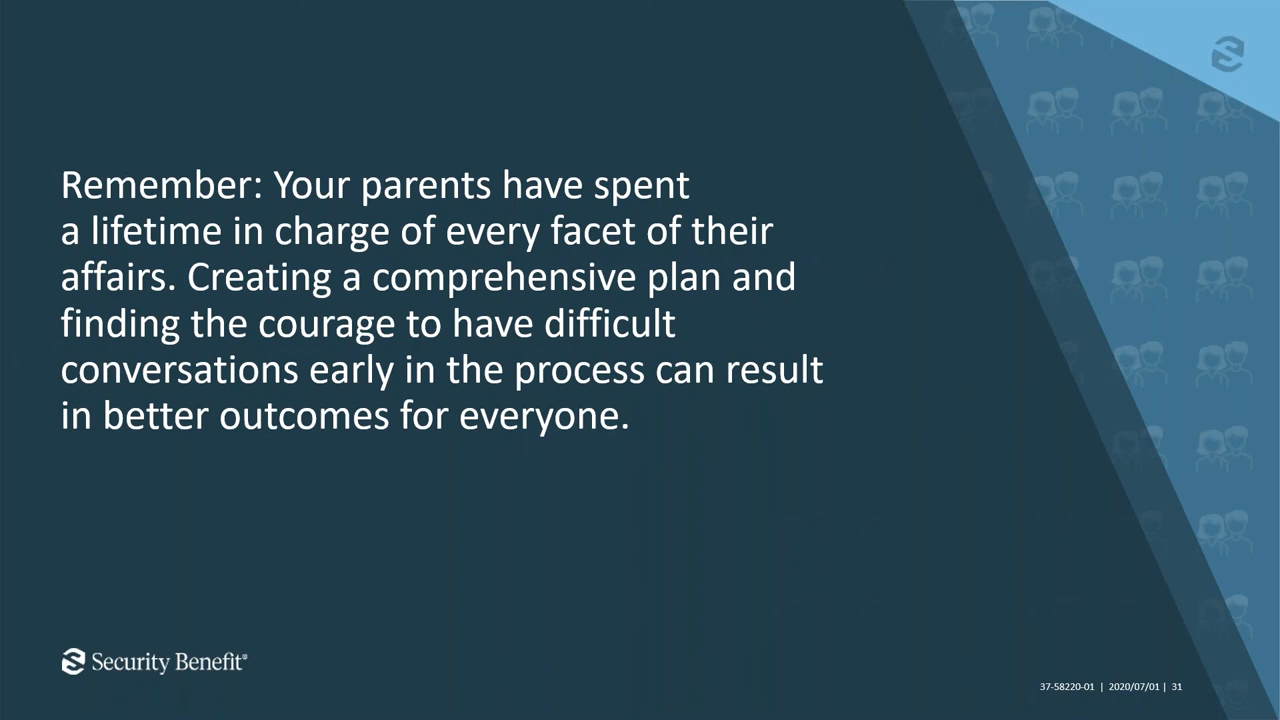 Remember: Your parents have spent
a lifetime in charge of every facet of their
affairs. Creating a comprehensive plan and
finding the courage to have difficult
conversations early in the process can result
in better outcomes for everyone.
Security Benefit®
37-58220-01 | 2020/07/01 | 31